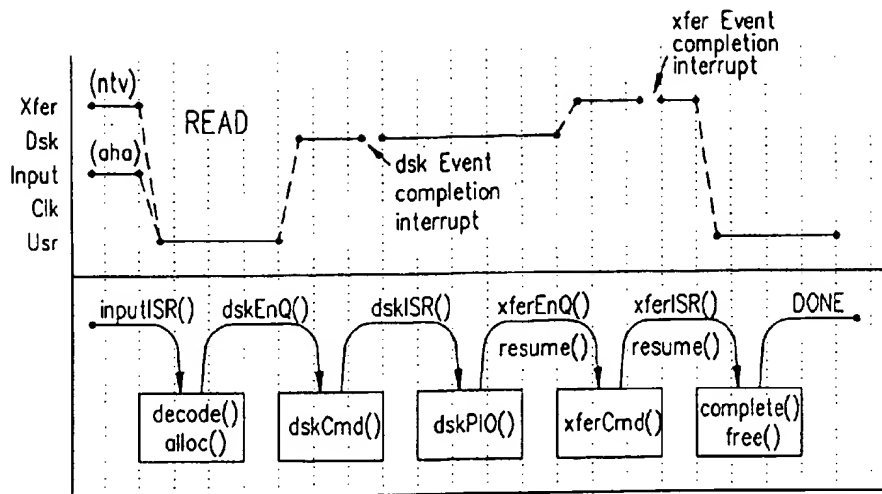 xfer Event
completion
interrupt
(ntv)
Xfer
READ
Dsk
(aha)
dsk Event
completion
interrupt
Input
Clk
Usr
inputISR()
dskEnQ()
dskISR()
xferEnQ()
xferISR()
DONE
resume()
resume()
decode()
alloc()
dskCmd()
dskPIO()
xferCmd()
complete()
free()